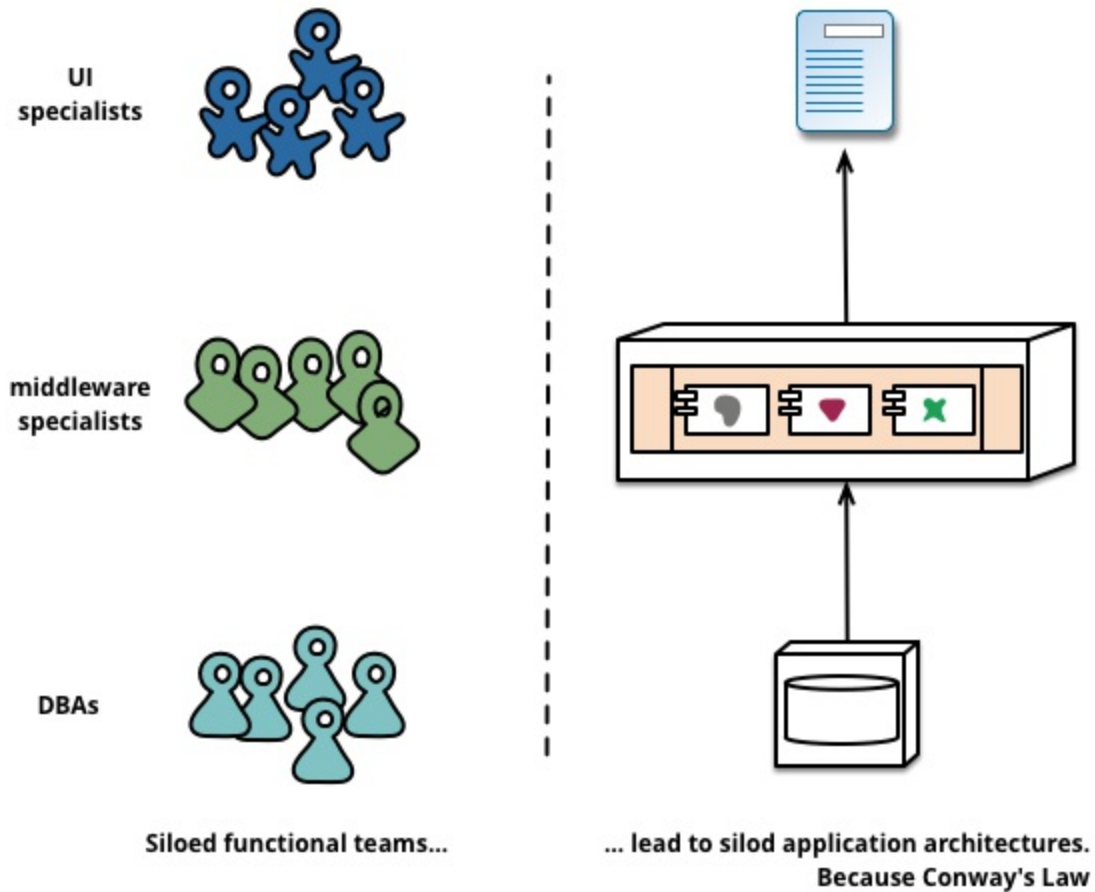 UI
specialists
middleware
specialists
DBAs
Siloed functional teams...
... lead to silod application architectures.
Because Conway's Law